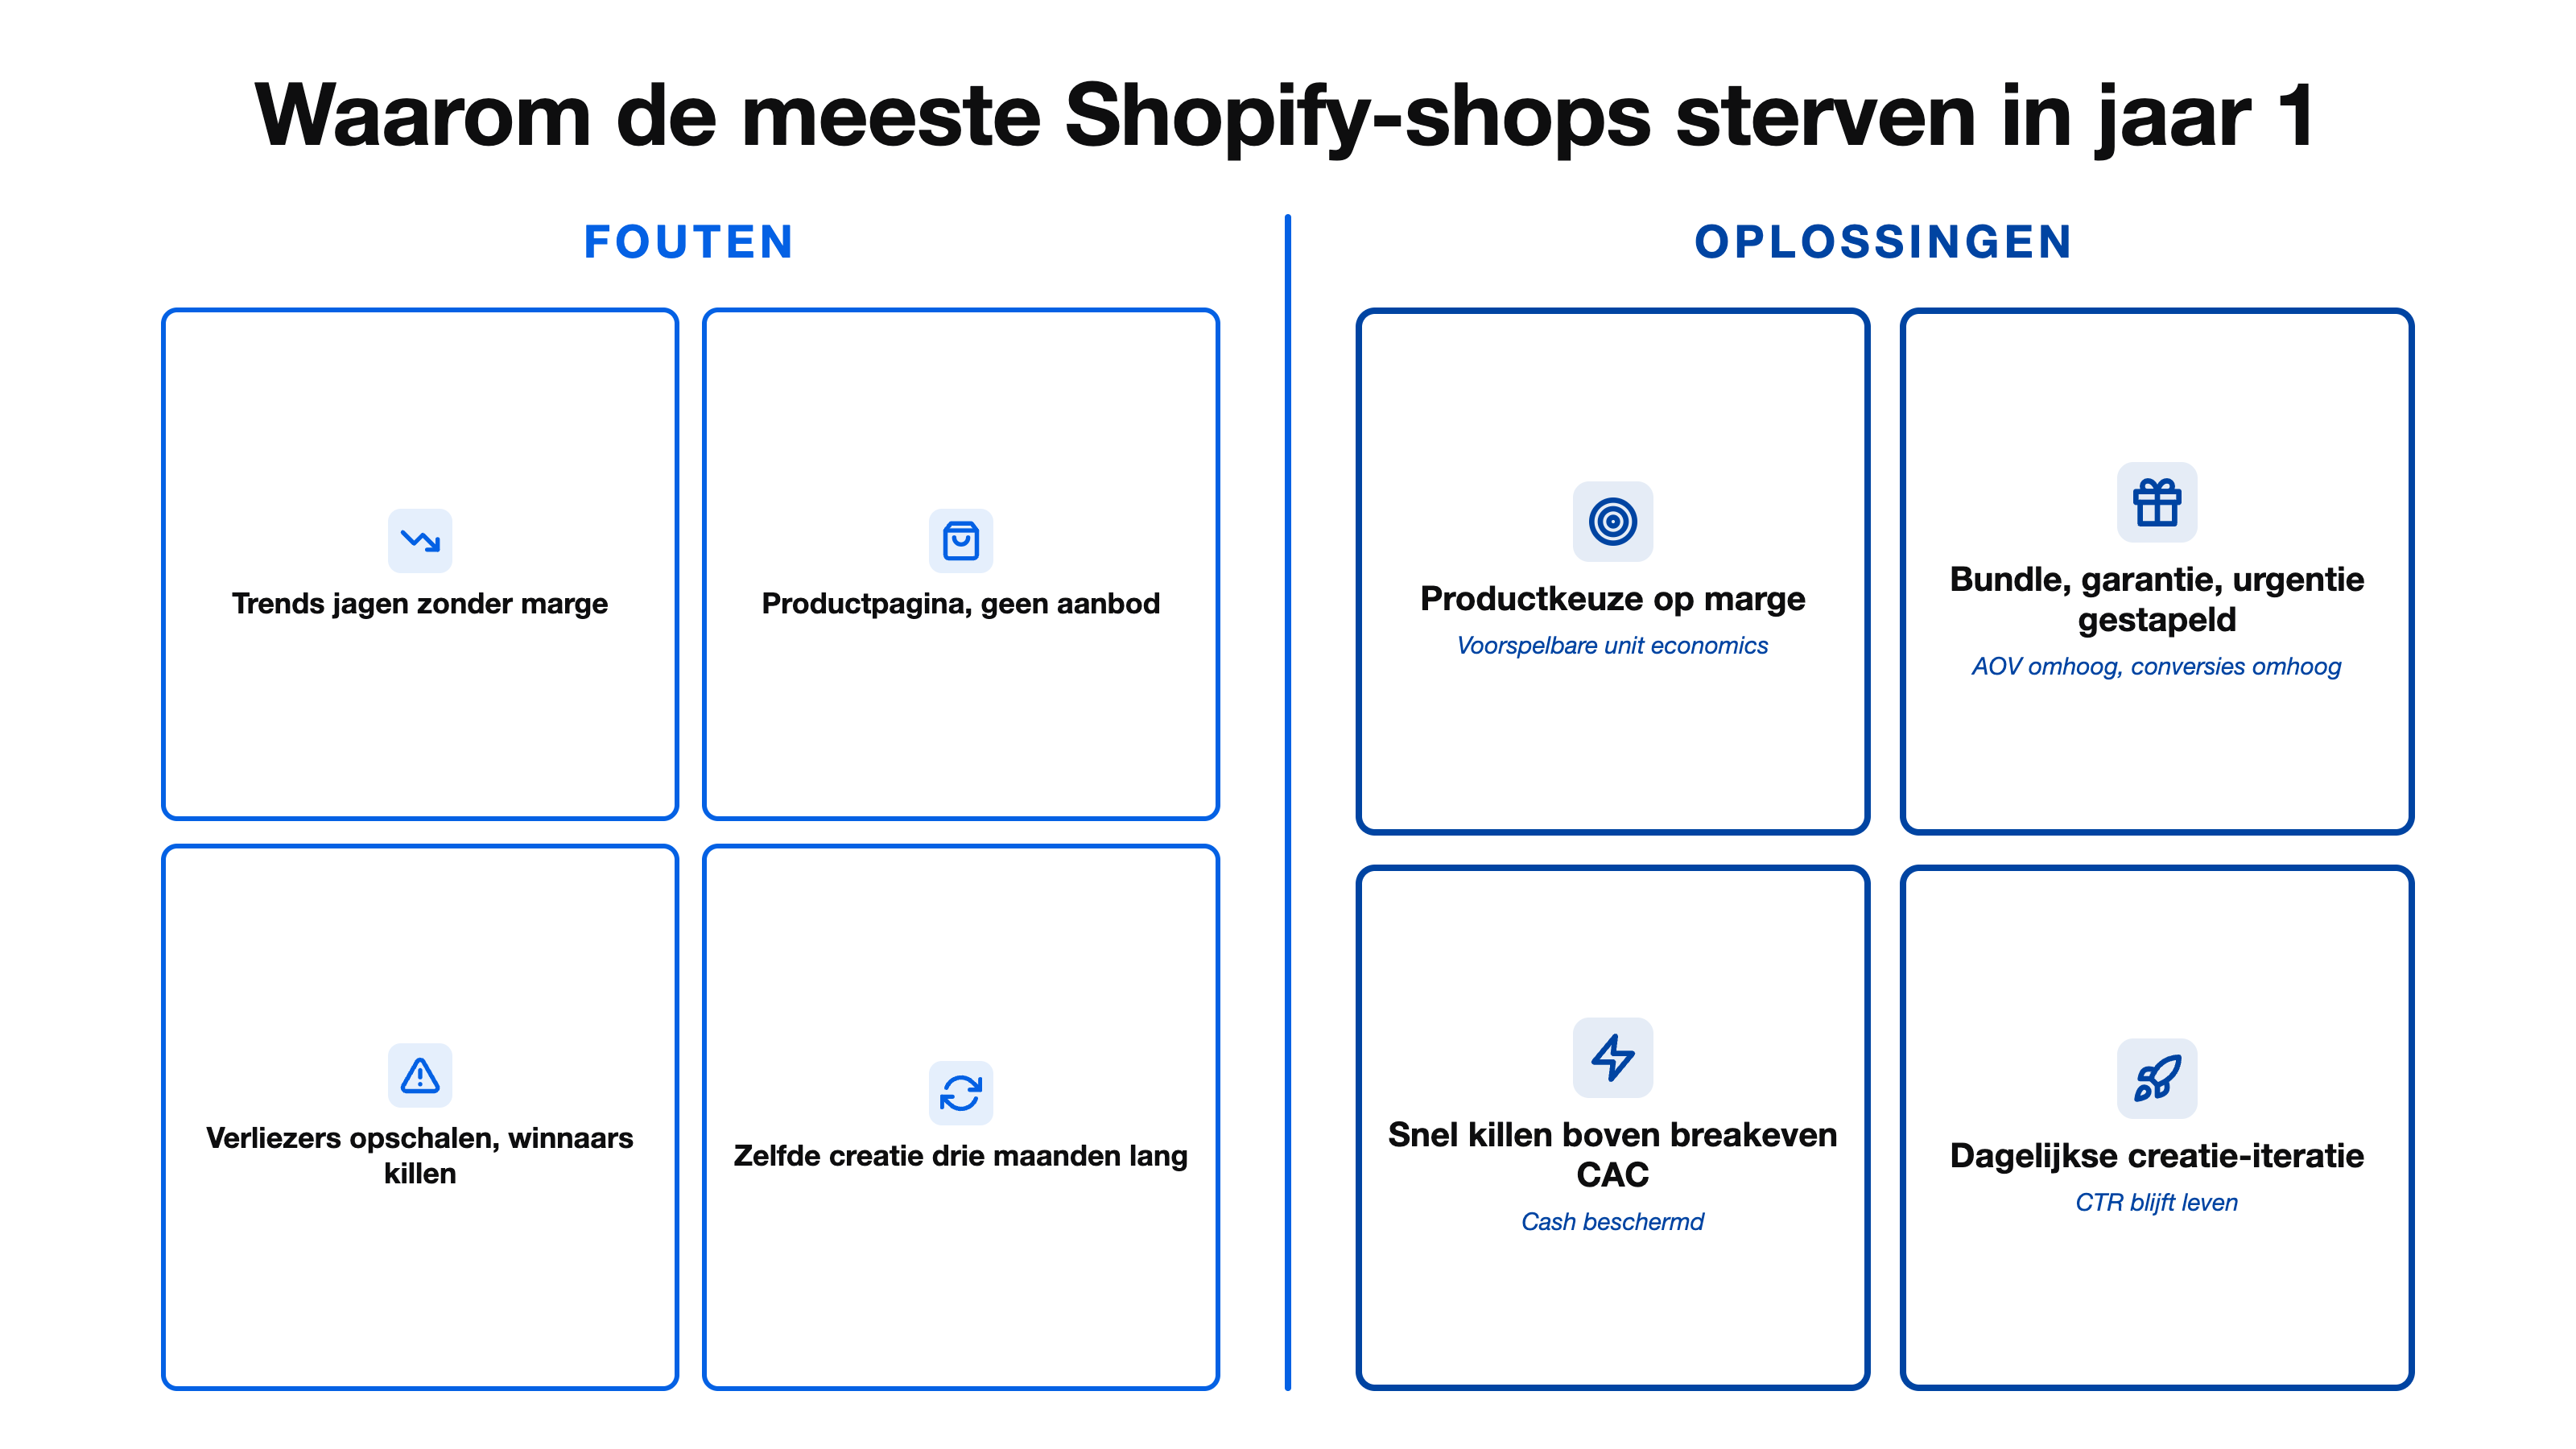 Waarom de meeste Shopify-shops sterven in jaar 1
FOUTEN
Trends jagen zonder marge
Productpagina, geen aanbod
Verliezers opschalen, winnaars
killen
Zelfde creatie drie maanden lang
OPLOSSINGEN
Productkeuze op marge
Voorspelbare unit economics
Bundle, garantie, urgentie
gestapeld
AOV omhoog, conversies omhoog
Snel killen boven breakeven
CAC
Cash beschermd
Dagelijkse creatie-iteratie
CTR blijft leven